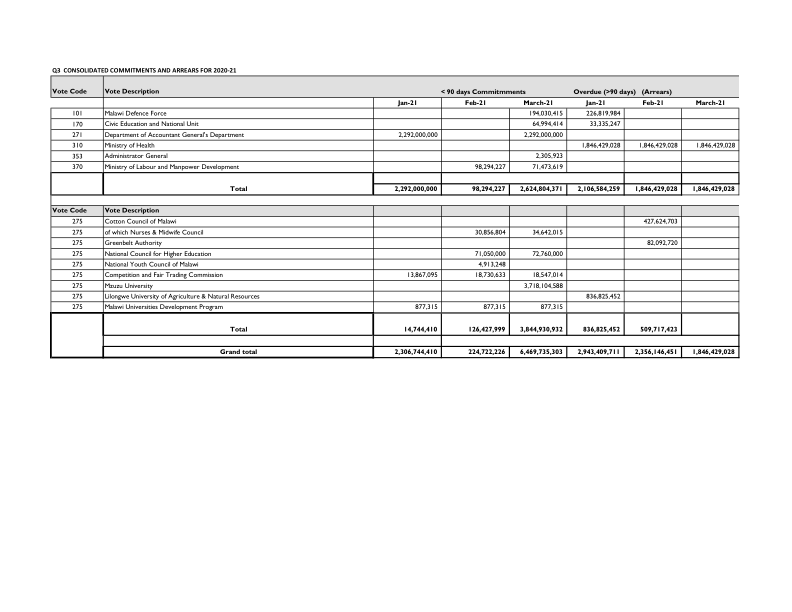 Q3 CONSOLIDATED COMMITMENTS AND ARREARS FOR 2020-21
Vote Code Vote Description < 90 days Commitmments Overdue (>90 days) (Arrears)
Jan-21 Feb-21 March-21 Jan-21 Feb-21 March-21
101 Malawi Defence Force 194,030,415 226,819,984
170 Civic Education and National Unit 64,994,414 33,335,247
271 Department of Accountant General's Department 2,292,000,000 2,292,000,000
310 Ministry of Health 1,846,429,028 1,846,429,028 1,846,429,028
353 Administrator General 2,305,923
370 Ministry of Labour and Manpower Development 98,294,227 71,473,619
Total 2,292,000,000 98,294,227 2,624,804,371 2,106,584,259 1,846,429,028 1,846,429,028
Vote Code Vote Description
275 Cotton Council of Malawi 427,624,703
275 of which Nurses & Midwife Council 30,856,804 34,642,015
275 Greenbelt Authority 82,092,720
275 National Council for Higher Education 71,050,000 72,760,000
275 National Youth Council of Malawi 4,913,248
275 Competition and Fair Trading Commission 13,867,095 18,730,633 18,547,014
275 Mzuzu University 3,718,104,588
275 Lilongwe University of Agriculture & Natural Resources 836,825,452
275 Malawi Universities Development Program 877,315 877,315 877,315
Total 14,744,410 126,427,999 3,844,930,932 836,825,452 509,717,423
Grand total 2,306,744,410 224,722,226 6,469,735,303 2,943,409,711 2,356,146,451 1,846,429,028